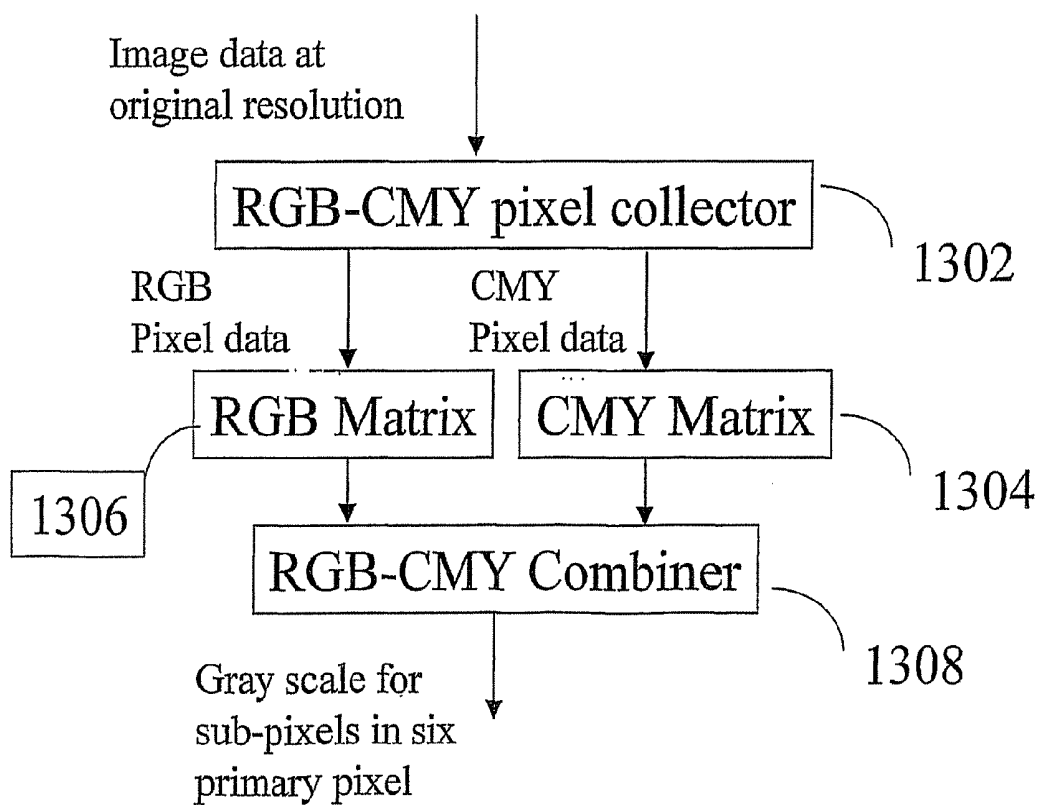 Image data at
original resolution
RGB-CMY pixel collector
1302
RGB
Pixel data
CMY
Pixel data
RGB Matrix
CMY Matrix
1306
1304
RGB-CMY Combiner
1308
Gray scale for
sub-pixels in six
primary pixel